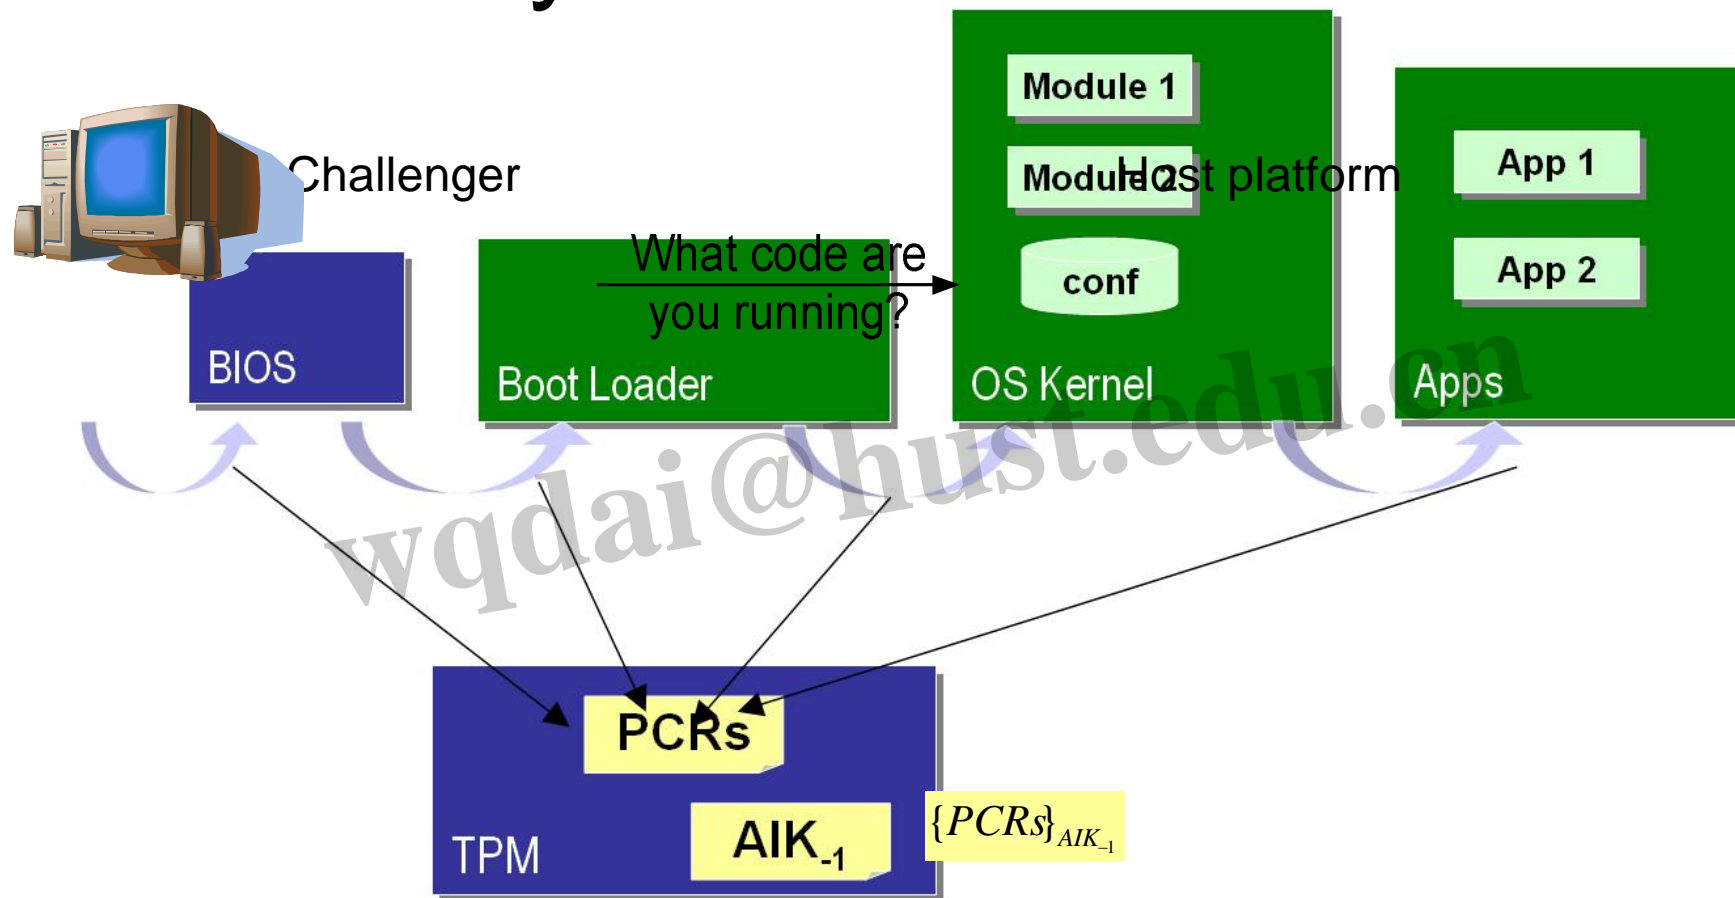 Module 1
Challenger
Module 2
Host platform
App 1
What code are
you running?
conf
App 2
BIOS
Boot Loader
OS Kernel
Apps
wqdai@hust.edu.cn
PCRs
AIK-1
{PCRs}AIK−1
TPM